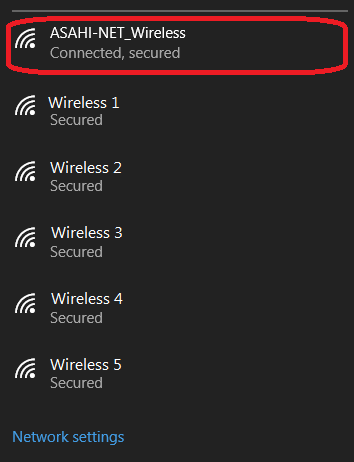 ASAHI-NET_Wireless
Connected, secured
Wireless 1
Secured
Wireless 2
Secured
Wireless 3
Secured
Wireless 4
Secured
Wireless 5
Secured
Network settings